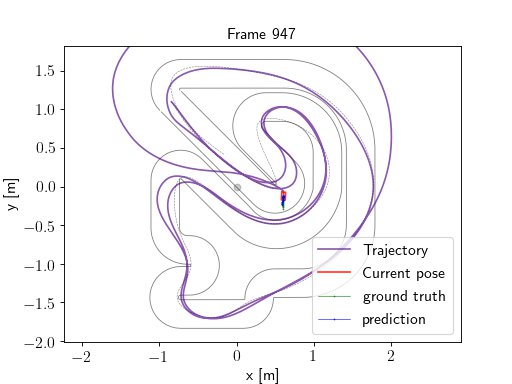 Frame 947
y [m]
1.5
1.0
0.5
0.0
−0.5
−1.0
−1.5
−2.0
Trajectory
Current pose
ground truth
prediction
−2
−1
0
1
2
x [m]